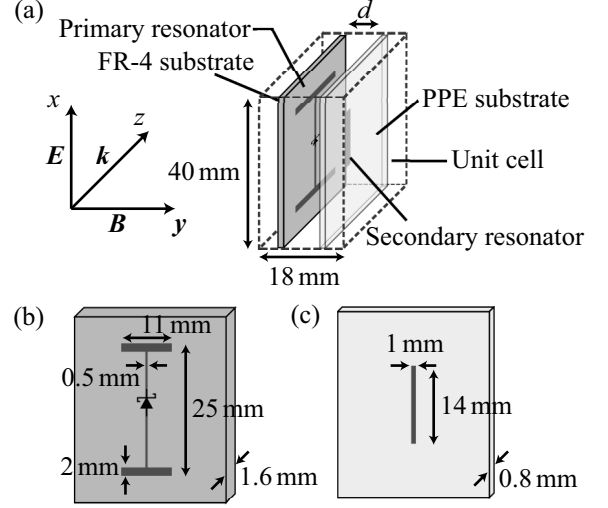 (a)
d
Primary resonator
FR-4 substrate
PPE substrate
x
z
E
k
40 mm
Unit cell
B
y
Secondary resonator
18 mm
(b)
(c)
11 mm
1 mm
0.5 mm
25 mm
14 mm
2 mm
1.6 mm
0.8 mm